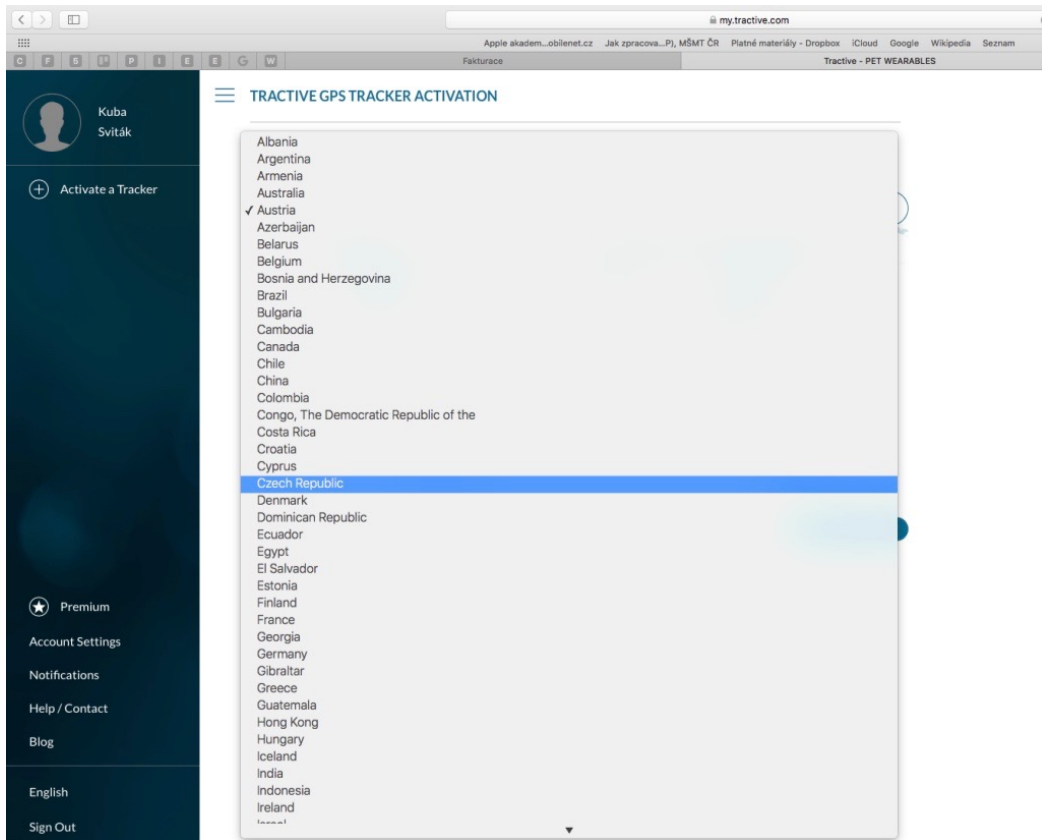 my.tractive.com
Apple akadem...obilenet.cz Jak zpracova...P), MŠMT ČR Platné materiály - Dropbox iCloud Google Wikipedia Seznam
C F 5 P I E E G W Fakturace Tractive - PET WEARABLES
Kuba
Sviták
Activate a Tracker
Premium
Account Settings
Notifications
Help / Contact
Blog
English
Sign Out
TRACTIVE GPS TRACKER ACTIVATION
Albania
Argentina
Armenia
Australia
✓ Austria
Azerbaijan
Belarus
Belgium
Bosnia and Herzegovina
Brazil
Bulgaria
Cambodia
Canada
Chile
China
Colombia
Congo, The Democratic Republic of the
Costa Rica
Croatia
Cyprus
Czech Republic
Denmark
Dominican Republic
Ecuador
Egypt
El Salvador
Estonia
Finland
France
Georgia
Germany
Gibraltar
Greece
Guatemala
Hong Kong
Hungary
Iceland
India
Indonesia
Ireland